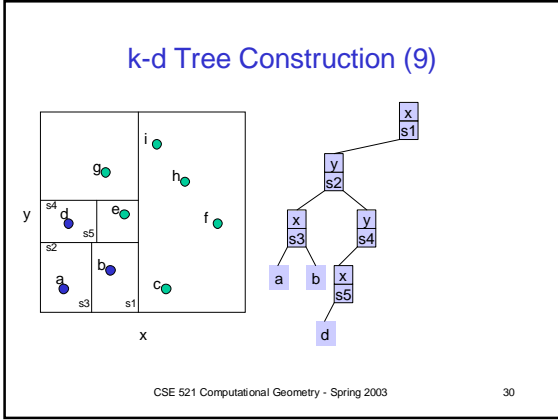 k-d Tree Construction (9)
x
s1
i
y
g
h
s2
s4
y
d
e
f
x
y
s5
s3
s4
s2
b
a
a
b
x
c
s5
s3
s1
d
x
CSE 521 Computational Geometry - Spring 2003 30